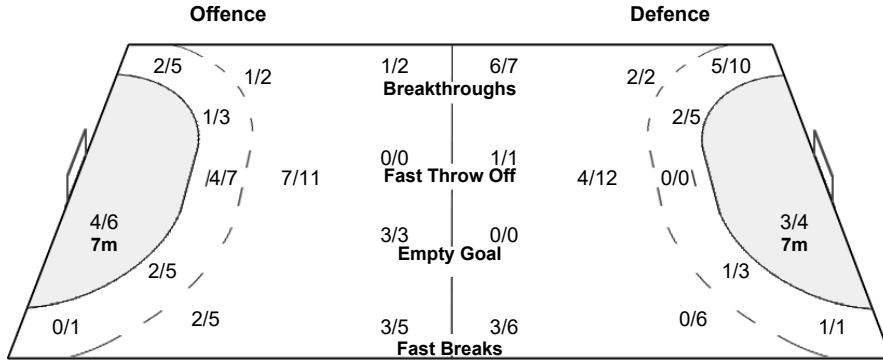 Offence Defence
2/5 1/2 1/2 6/7 2/2 5/10
Breakthroughs
1/3 2/5
0/0 1/1
Fast Throw Off
4/7 7/11 4/12 0/0
4/6 3/4
7m 7m
3/3 0/0
Empty Goal
2/5 1/3
0/1 2/5 3/5 3/6 0/6 1/1
Fast Breaks